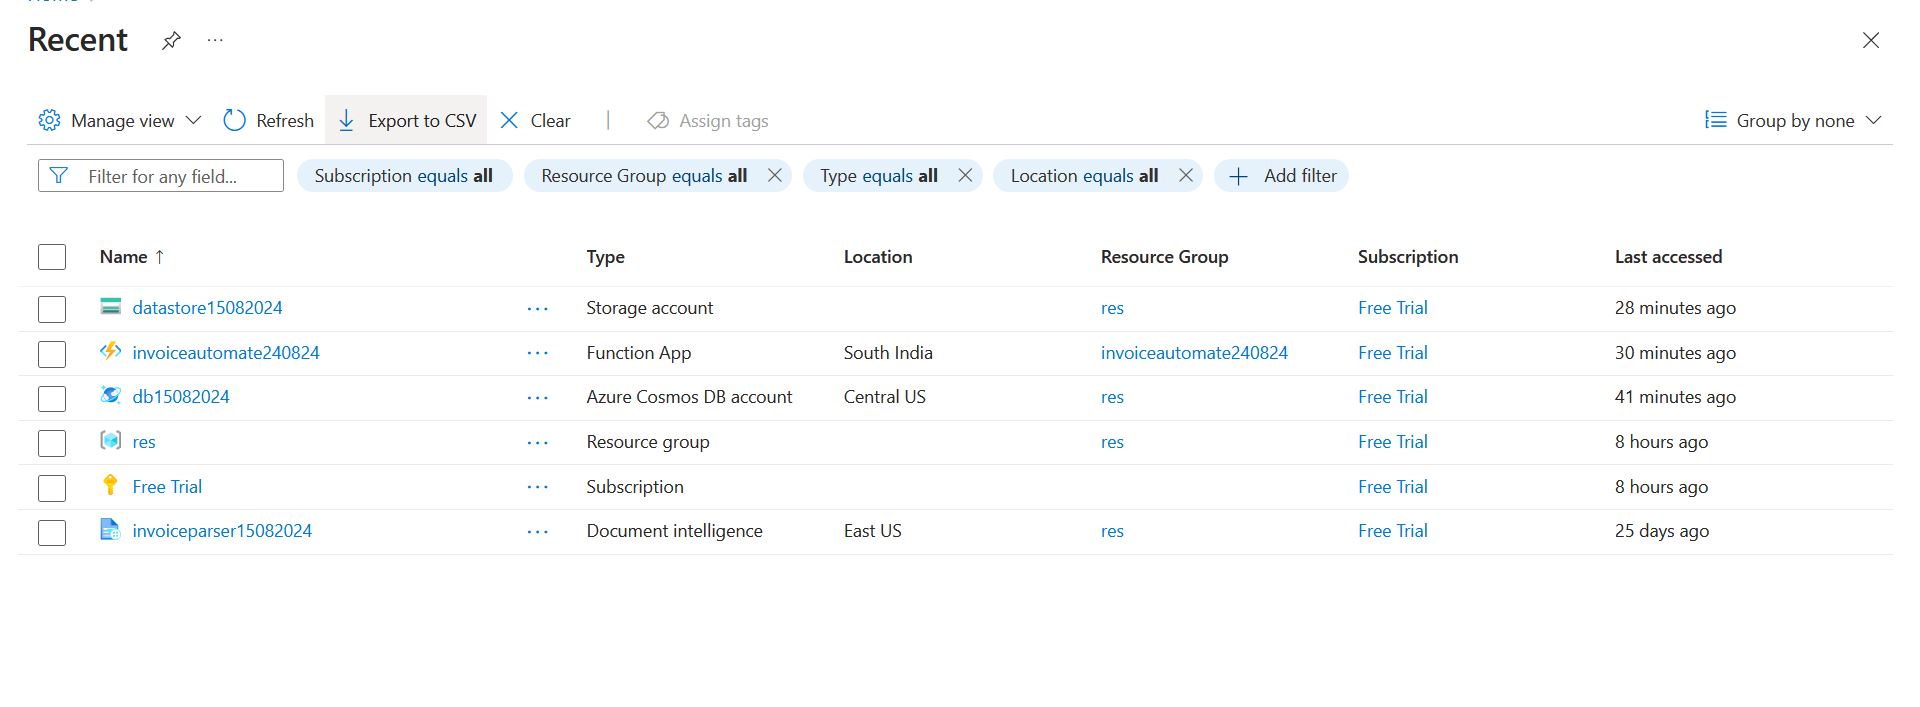 Recent ...
Manage view Refresh Export to CSV Clear | Assign tags Group by none
Filter for any field... Subscription equals all Resource Group equals all Type equals all Location equals all Add filter
Name ↑ Type Location Resource Group Subscription Last accessed
datastore15082024 ... Storage account res Free Trial 28 minutes ago
invoiceautomate240824 ... Function App South India invoiceautomate240824 Free Trial 30 minutes ago
db15082024 ... Azure Cosmos DB account Central US res Free Trial 41 minutes ago
res ... Resource group res Free Trial 8 hours ago
Free Trial ... Subscription Free Trial 8 hours ago
invoiceparser15082024 ... Document intelligence East US res Free Trial 25 days ago